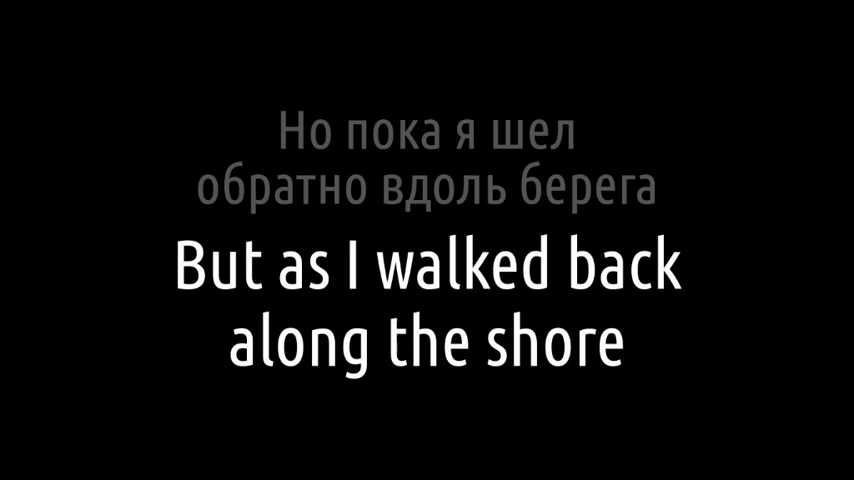 Но пока я шел
обратно вдоль берега
But as I walked back
along the shore